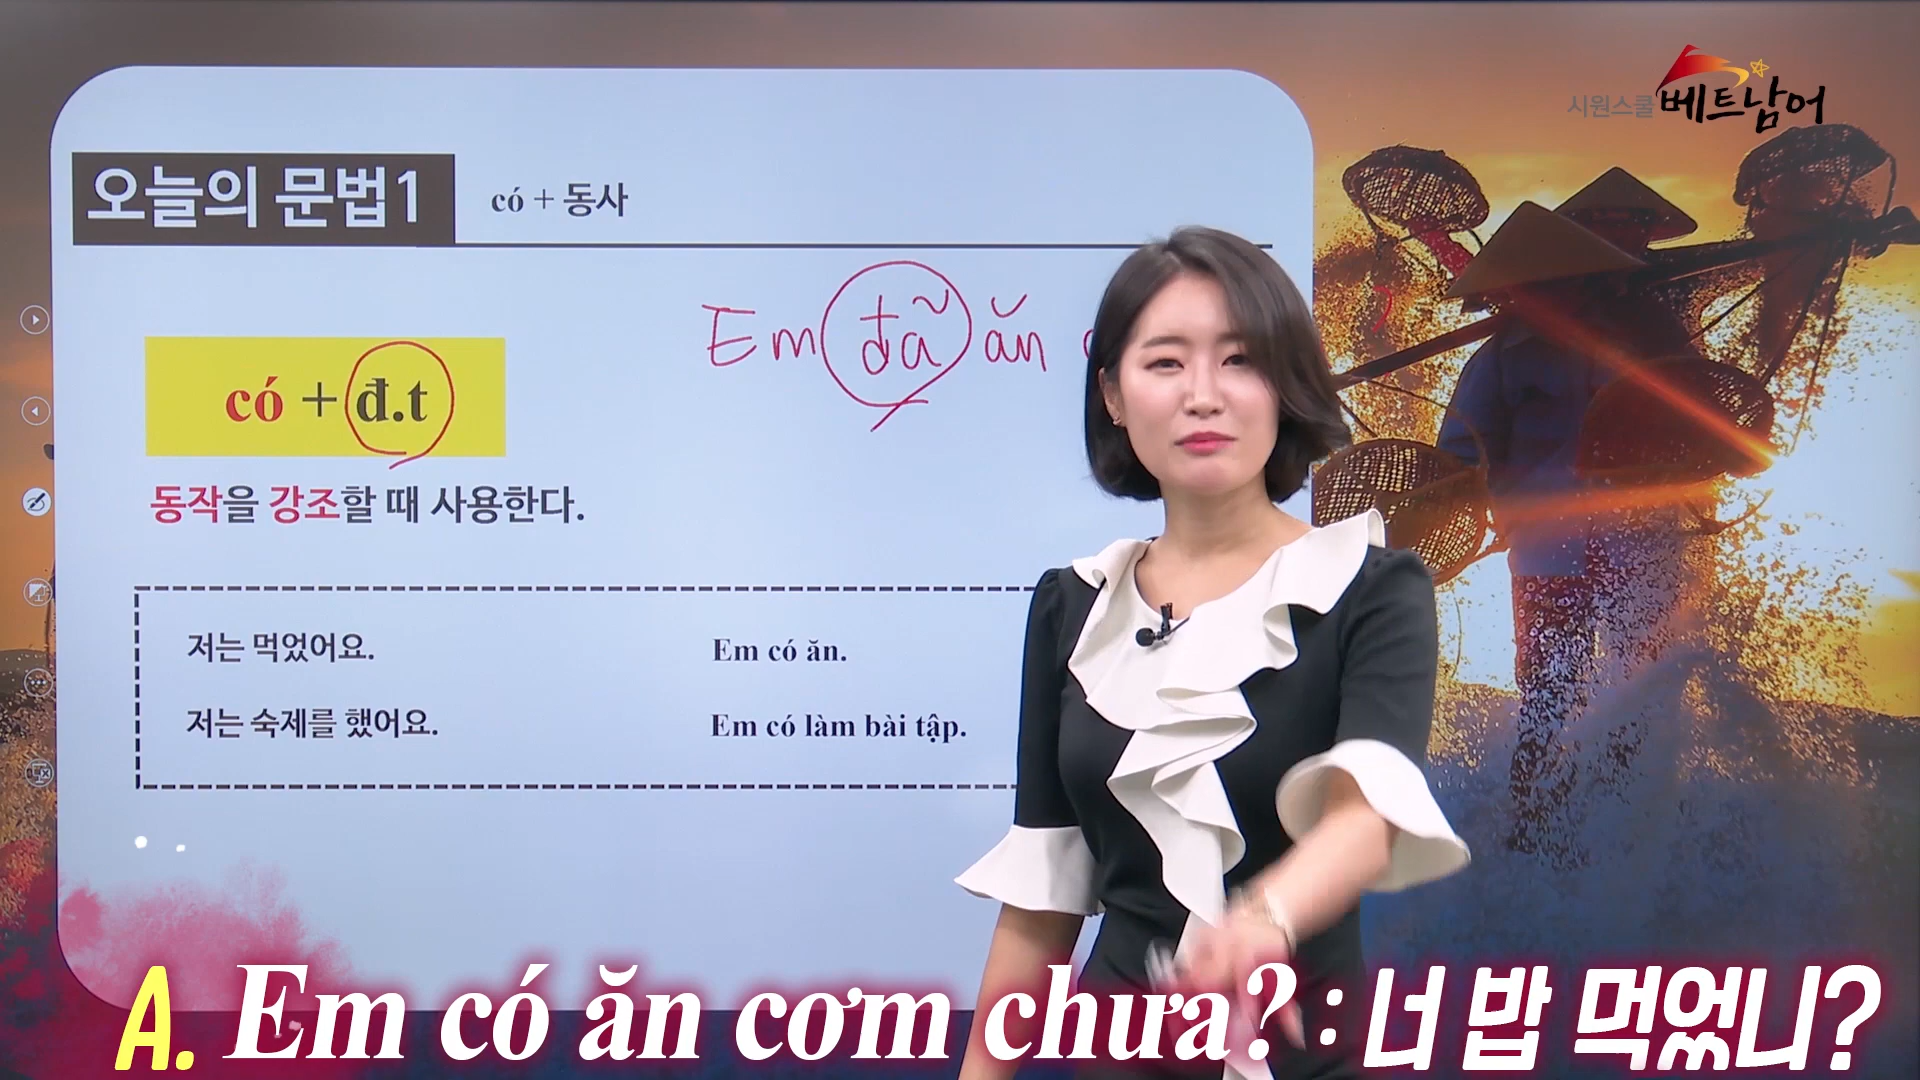 시원스쿨 베트남어
오늘의 문법1
có + 동사
Em đã ăn
có + đ.t
동작을 강조할 때 사용한다.
저는 먹었어요. Em có ăn.
저는 숙제를 했어요. Em có làm bài tập.
A. Em có ăn cơm chưa? : 너 밥 먹었니?